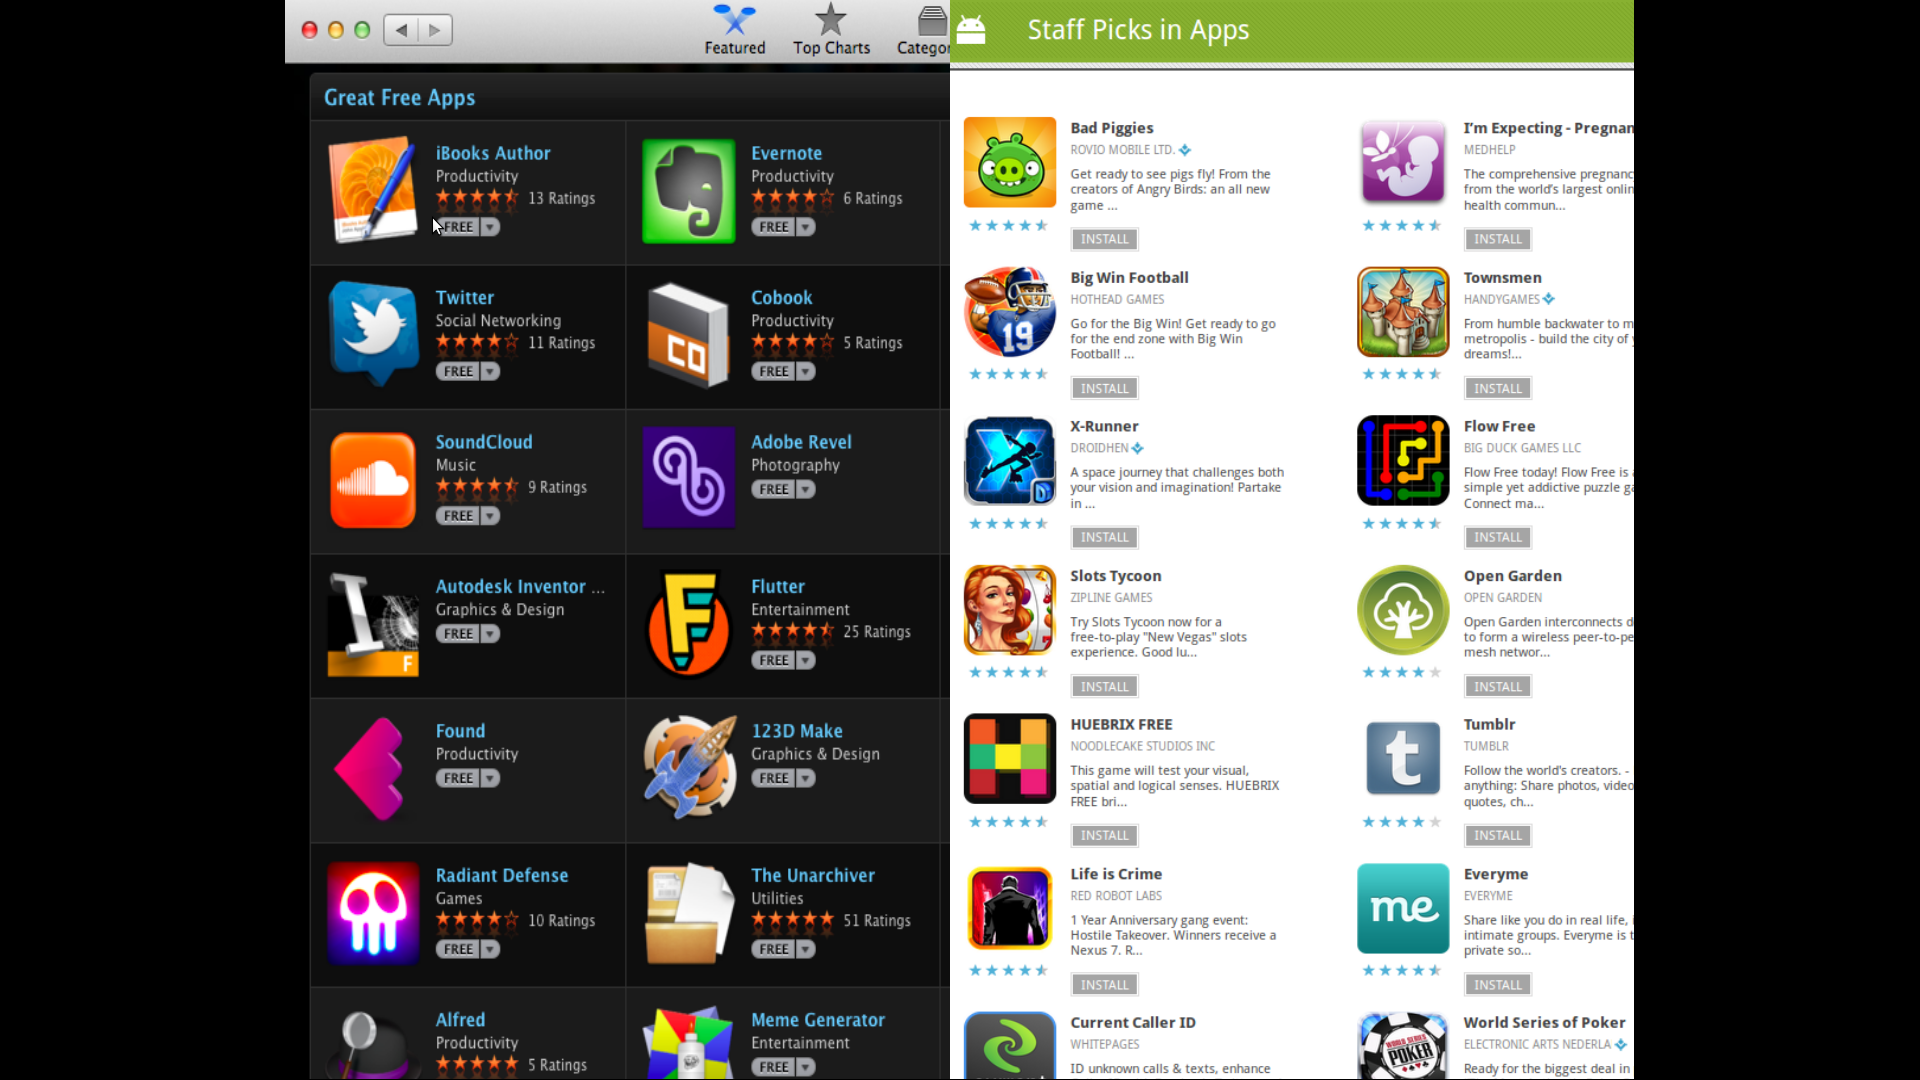 Featured
Top Charts
Categor
Great Free Apps
iBooks Author
Productivity
13 Ratings
FREE
Evernote
Productivity
6 Ratings
FREE
Twitter
Social Networking
11 Ratings
FREE
Cobook
Productivity
5 Ratings
FREE
CO
SoundCloud
Music
9 Ratings
FREE
Adobe Revel
Photography
FREE
Autodesk Inventor ...
Graphics & Design
FREE
I
F
Flutter
Entertainment
25 Ratings
FREE
F
Found
Productivity
FREE
123D Make
Graphics & Design
FREE
Radiant Defense
Games
10 Ratings
FREE
The Unarchiver
Utilities
51 Ratings
FREE
Alfred
Productivity
5 Ratings
Meme Generator
Entertainment
FREE
Staff Picks in Apps
Bad Piggies
ROVIO MOBILE LTD.
Get ready to see pigs fly! From the
creators of Angry Birds: an all new
game ...
INSTALL
I'm Expecting - Pregnan
MEDHELP
The comprehensive pregnanc
from the world's largest onlin
health commun...
INSTALL
Big Win Football
HOTHEAD GAMES
Go for the Big Win! Get ready to go
for the end zone with Big Win
Football! ...
INSTALL
19
Townsmen
HANDYGAMES
From humble backwater to m
metropolis - build the city of y
dreams!...
INSTALL
X-Runner
DROIDHEN
A space journey that challenges both
your vision and imagination! Partake
in ...
INSTALL
X
D
Flow Free
BIG DUCK GAMES LLC
Flow Free today! Flow Free is
simple yet addictive puzzle ga
Connect ma...
INSTALL
Slots Tycoon
ZIPLINE GAMES
Try Slots Tycoon now for a
free-to-play "New Vegas" slots
experience. Good lu...
INSTALL
Open Garden
OPEN GARDEN
Open Garden interconnects d
to form a wireless peer-to-pe
mesh networ...
INSTALL
HUEBRIX FREE
NOODLECAKE STUDIOS INC
This game will test your visual,
spatial and logical senses. HUEBRIX
FREE bri...
INSTALL
Tumblr
TUMBLR
Follow the world's creators. -
anything: Share photos, video
quotes, ch...
INSTALL
t
Life is Crime
RED ROBOT LABS
1 Year Anniversary gang event:
Hostile Takeover. Winners receive a
Nexus 7. R...
INSTALL
Everyme
EVERYME
Share like you do in real life,
intimate groups. Everyme is t
private so...
INSTALL
me
Current Caller ID
WHITEPAGES
ID unknown calls & texts, enhance
World Series of Poker
ELECTRONIC ARTS NEDERLA
Ready for the biggest deal in
WORLD SERIES
POKER